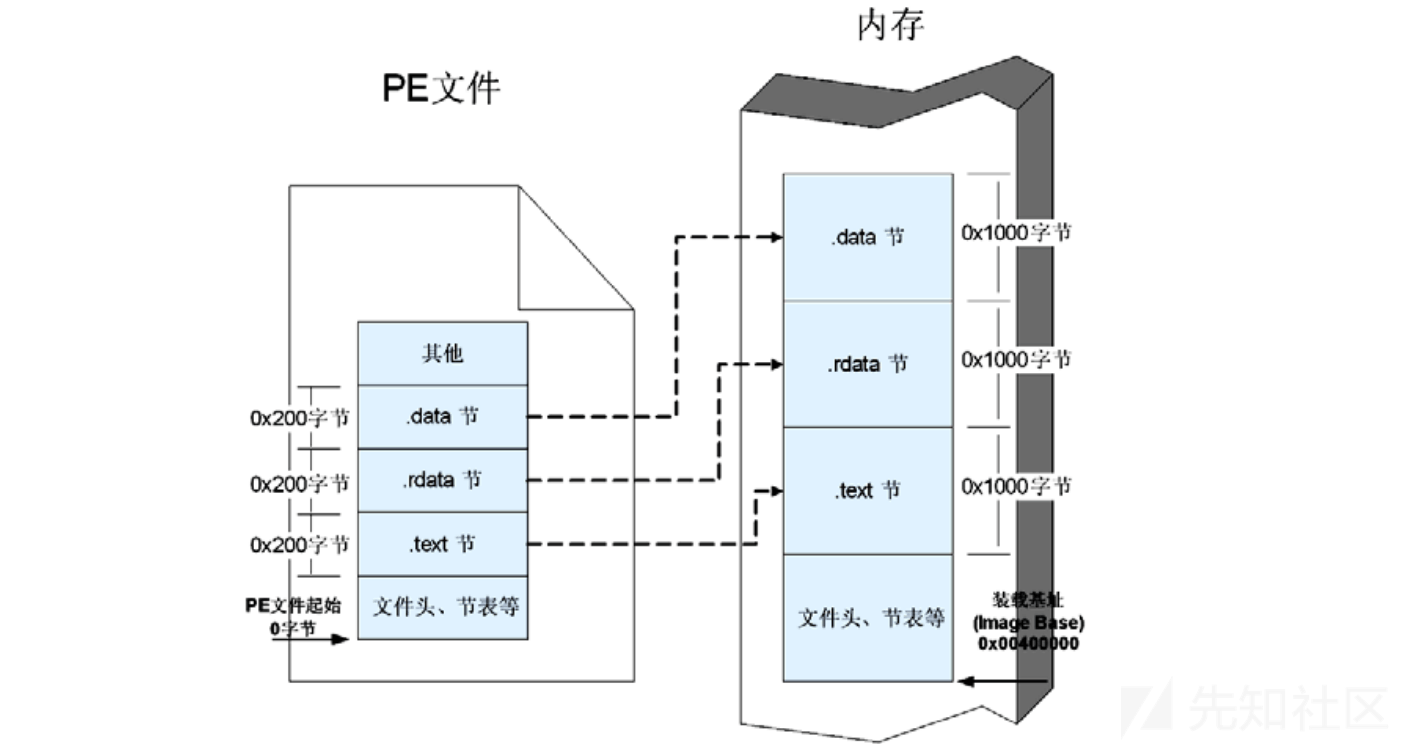 内存
PE文件
.data 节
0x1000字节
.rdata 节
0x1000字节
.text 节
0x1000字节
文件头、节表等
装载基址
(Image Base)
0x00400000
其他
0x200字节
.data 节
0x200字节
.rdata 节
0x200字节
.text 节
PE文件起始
0字节
文件头、节表等
先知社区